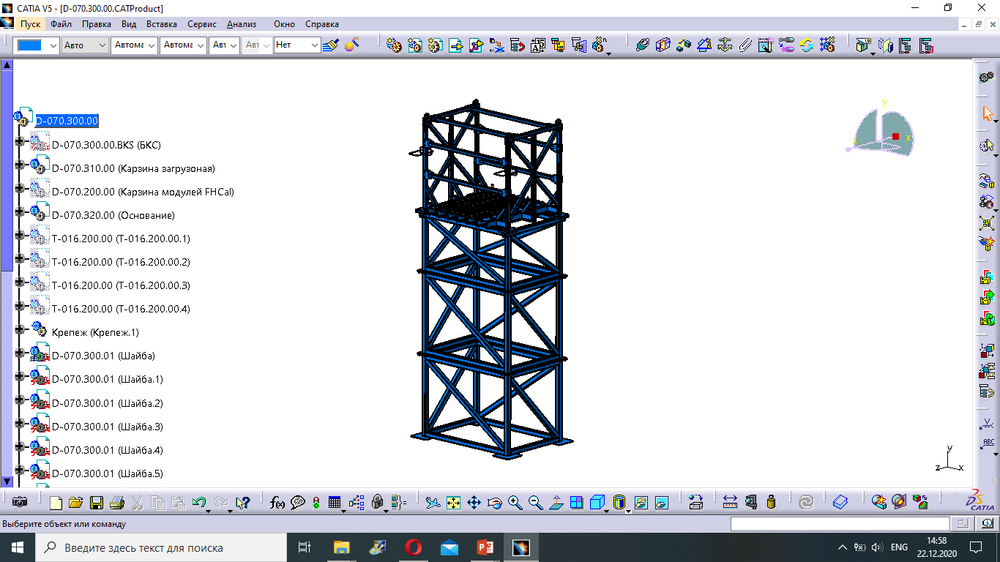 CATIA V5 - [D-070.300.00.CATProduct]
Пуск Файл Правка Вид Вставка Сервис Анализ Окно Справка
Авто Автома Автома Авт Авт Нет
D-070.300.00
D-070.300.00.BKS (БКС)
D-070.310.00 (Карзина загрузоная)
D-070.200.00 (Карзина модулей FHCal)
D-070.320.00 (Основание)
T-016.200.00 (T-016.200.00.1)
T-016.200.00 (T-016.200.00.2)
T-016.200.00 (T-016.200.00.3)
T-016.200.00 (T-016.200.00.4)
Крепеж (Крепеж.1)
D-070.300.01 (Шайба)
D-070.300.01 (Шайба.1)
D-070.300.01 (Шайба.2)
D-070.300.01 (Шайба.3)
D-070.300.01 (Шайба.4)
D-070.300.01 (Шайба.5)
y
y
z x
ABC
f(x)
CATIA
Выберите объект или команду
Введите здесь текст для поиска
ENG
14:58
22.12.2020